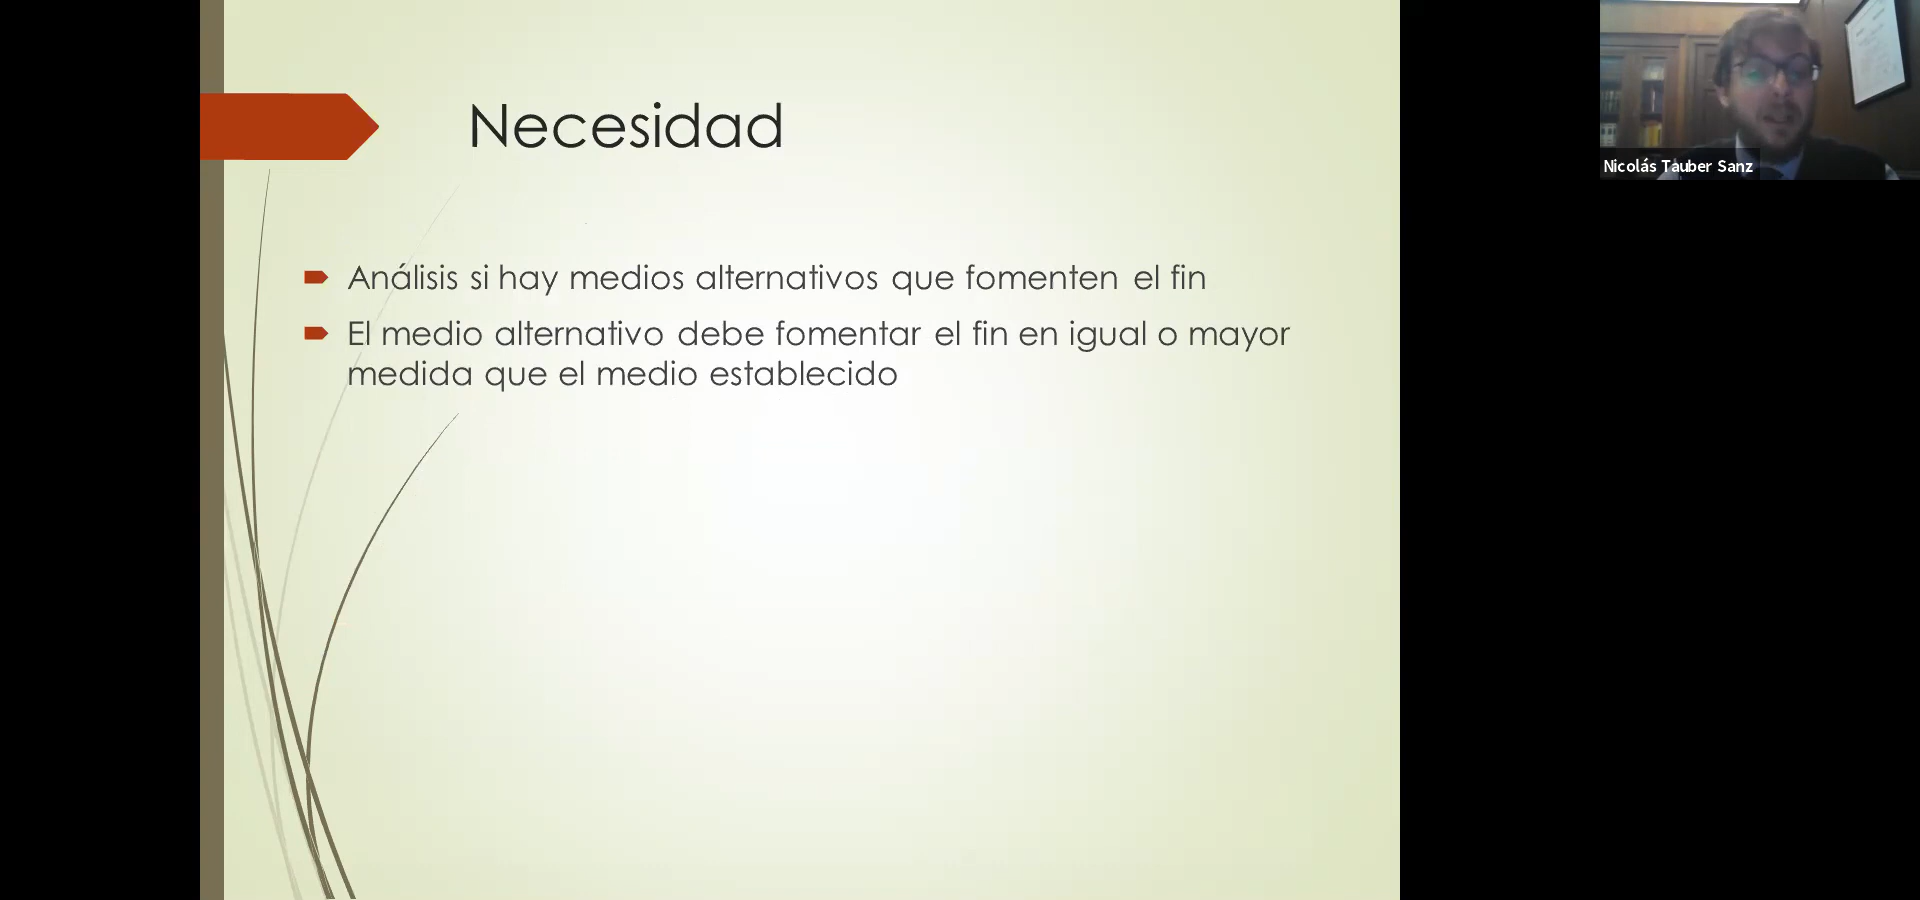 Necesidad
Análisis si hay medios alternativos que fomenten el fin
El medio alternativo debe fomentar el fin en igual o mayor
medida que el medio establecido
Nicolás Tauber Sanz